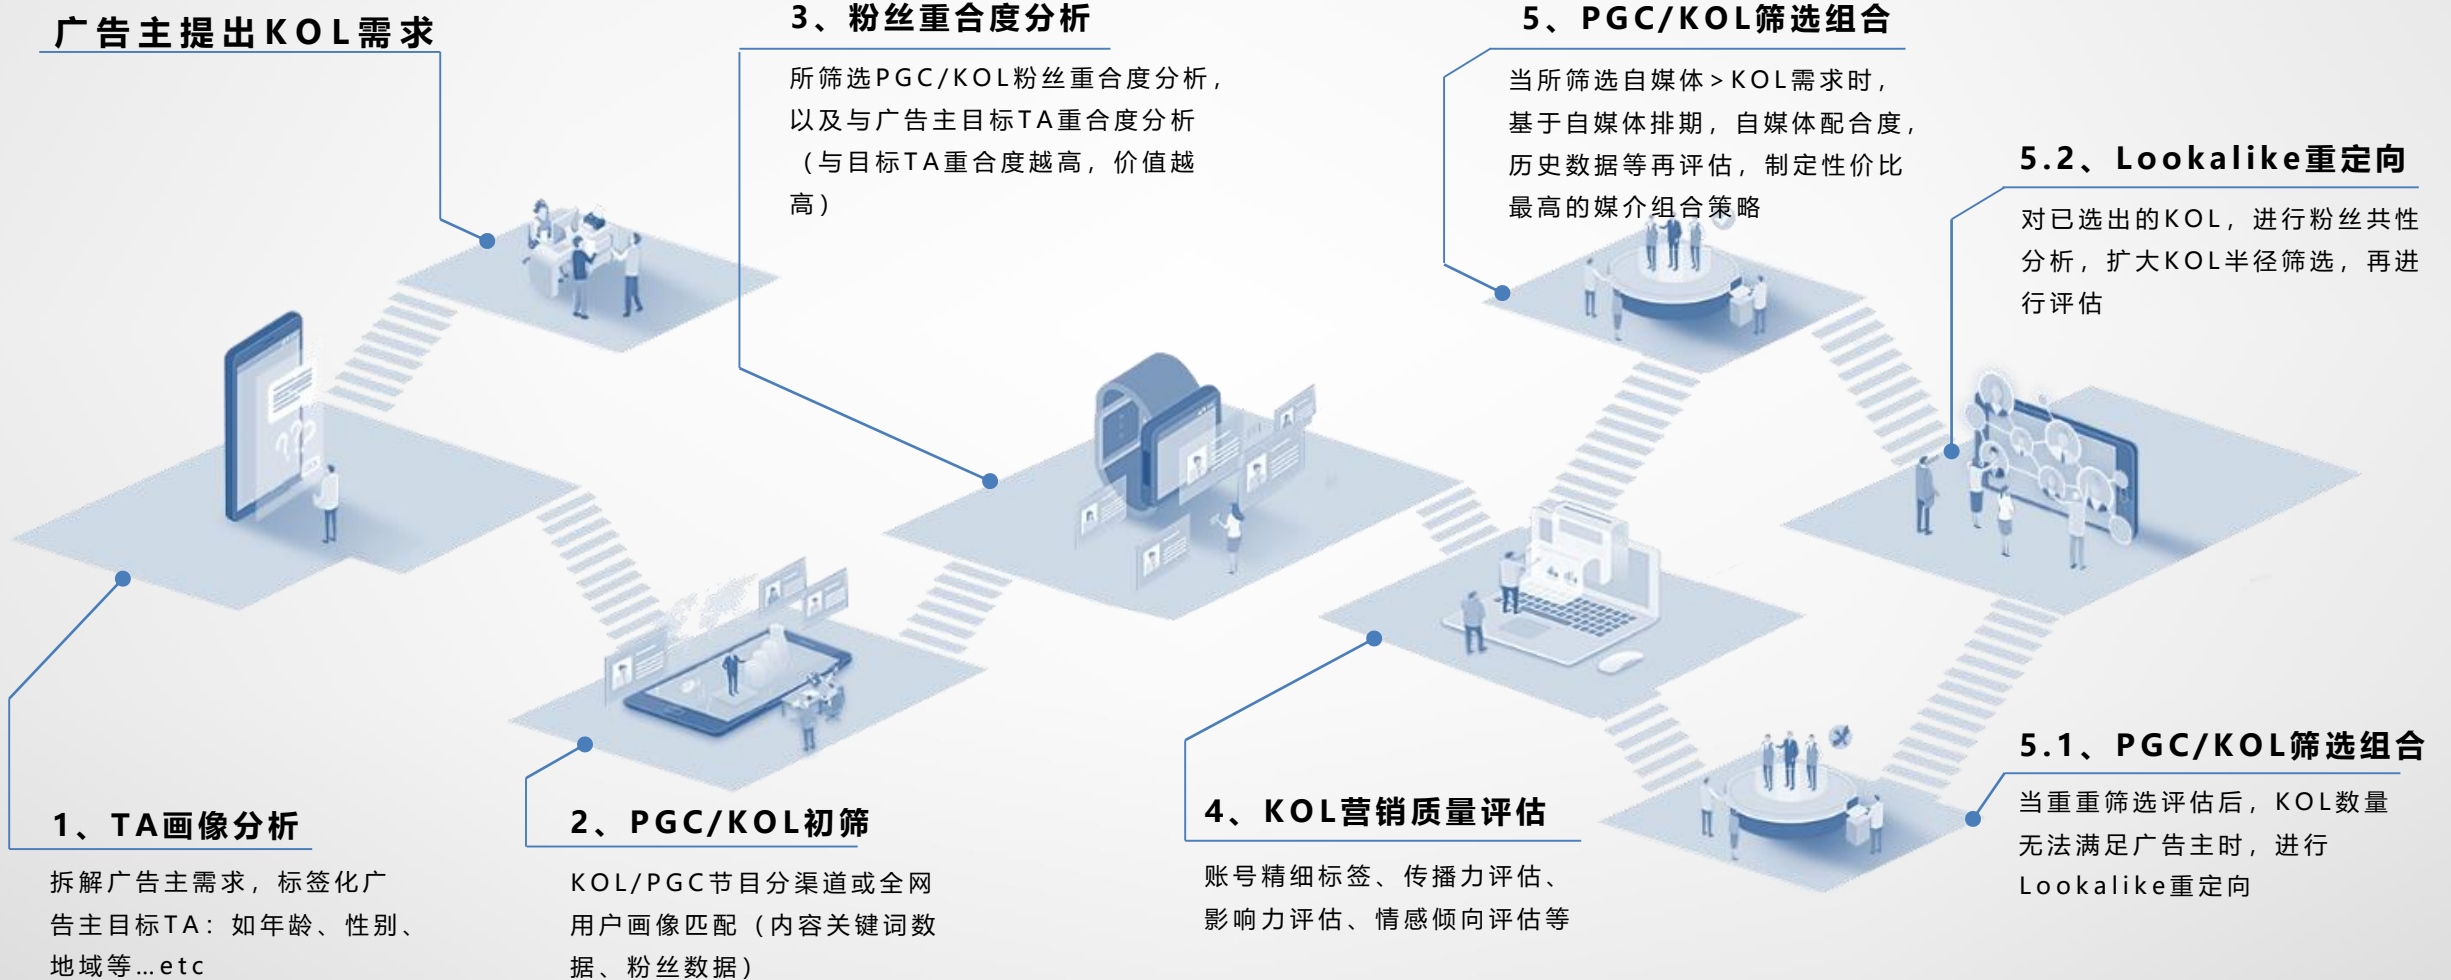 广告主提出KOL需求
1、TA画像分析
拆解广告主需求，标签化广
告主目标TA：如年龄、性别、
地域等…etc
2、PGC/KOL初筛
KOL/PGC节目分渠道或全网
用户画像匹配（内容关键词数
据、粉丝数据）
3、粉丝重合度分析
所筛选PGC/KOL粉丝重合度分析，
以及与广告主目标TA重合度分析
（与目标TA重合度越高，价值越
高）
4、KOL营销质量评估
账号精细标签、传播力评估、
影响力评估、情感倾向评估等
5、PGC/KOL筛选组合
当所筛选自媒体>KOL需求时，
基于自媒体排期，自媒体配合度，
历史数据等再评估，制定性价比
最高的媒介组合策略
5.1、PGC/KOL筛选组合
当重重筛选评估后，KOL数量
无法满足广告主时，进行
Lookalike重定向
5.2、Lookalike重定向
对已选出的KOL，进行粉丝共性
分析，扩大KOL半径筛选，再进
行评估